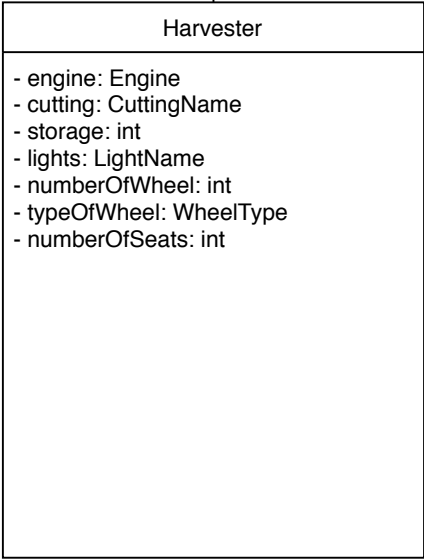 Harvester
- engine: Engine
- cutting: CuttingName
- storage: int
- lights: LightName
- numberOfWheel: int
- typeOfWheel: WheelType
- numberOfSeats: int